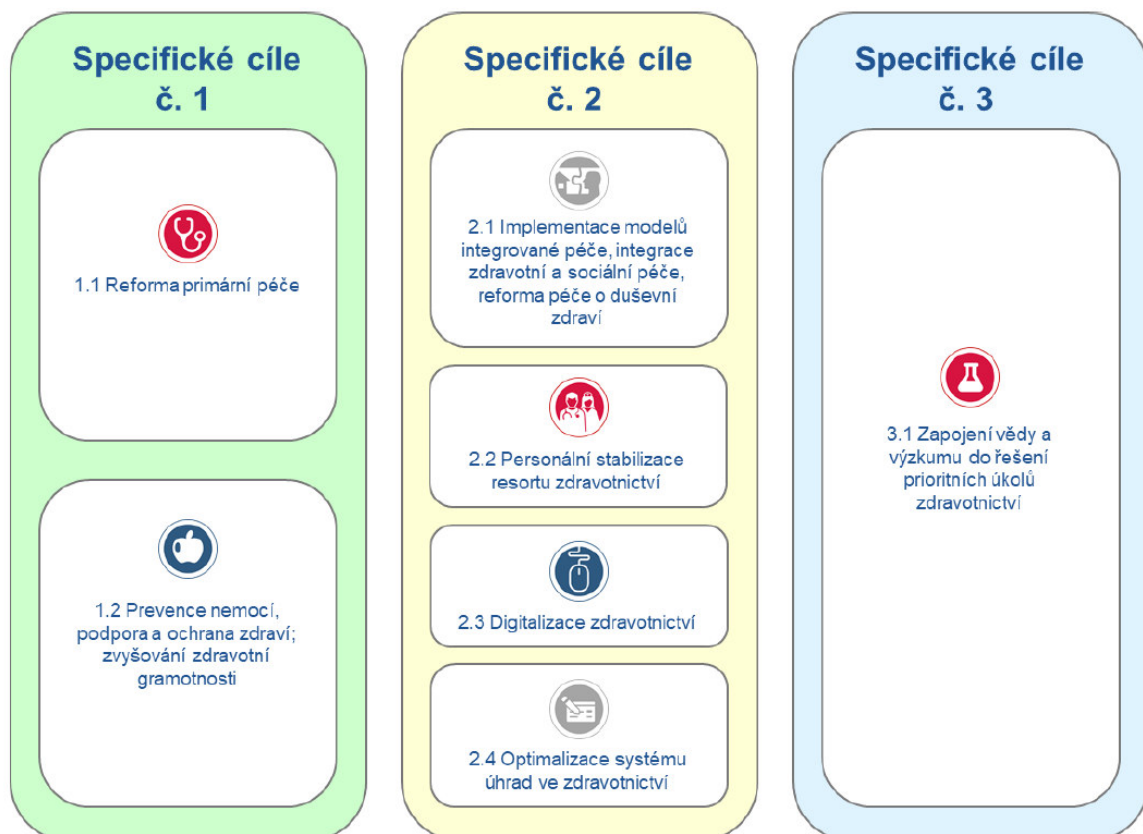 Specifické cíle
č. 1
1.1 Reforma primární péče
1.2 Prevence nemocí,
podpora a ochrana zdraví;
zvyšování zdravotní
gramotnosti
Specifické cíle
č. 2
2.1 Implementace modelů
integrované péče, integrace
zdravotní a sociální péče,
reforma péče o duševní
zdraví
2.2 Personální stabilizace
resortu zdravotnictví
2.3 Digitalizace zdravotnictví
2.4 Optimalizace systému
úhrad ve zdravotnictví
Specifické cíle
č. 3
3.1 Zapojení vědy a
výzkumu do řešení
prioritních úkolů
zdravotnictví